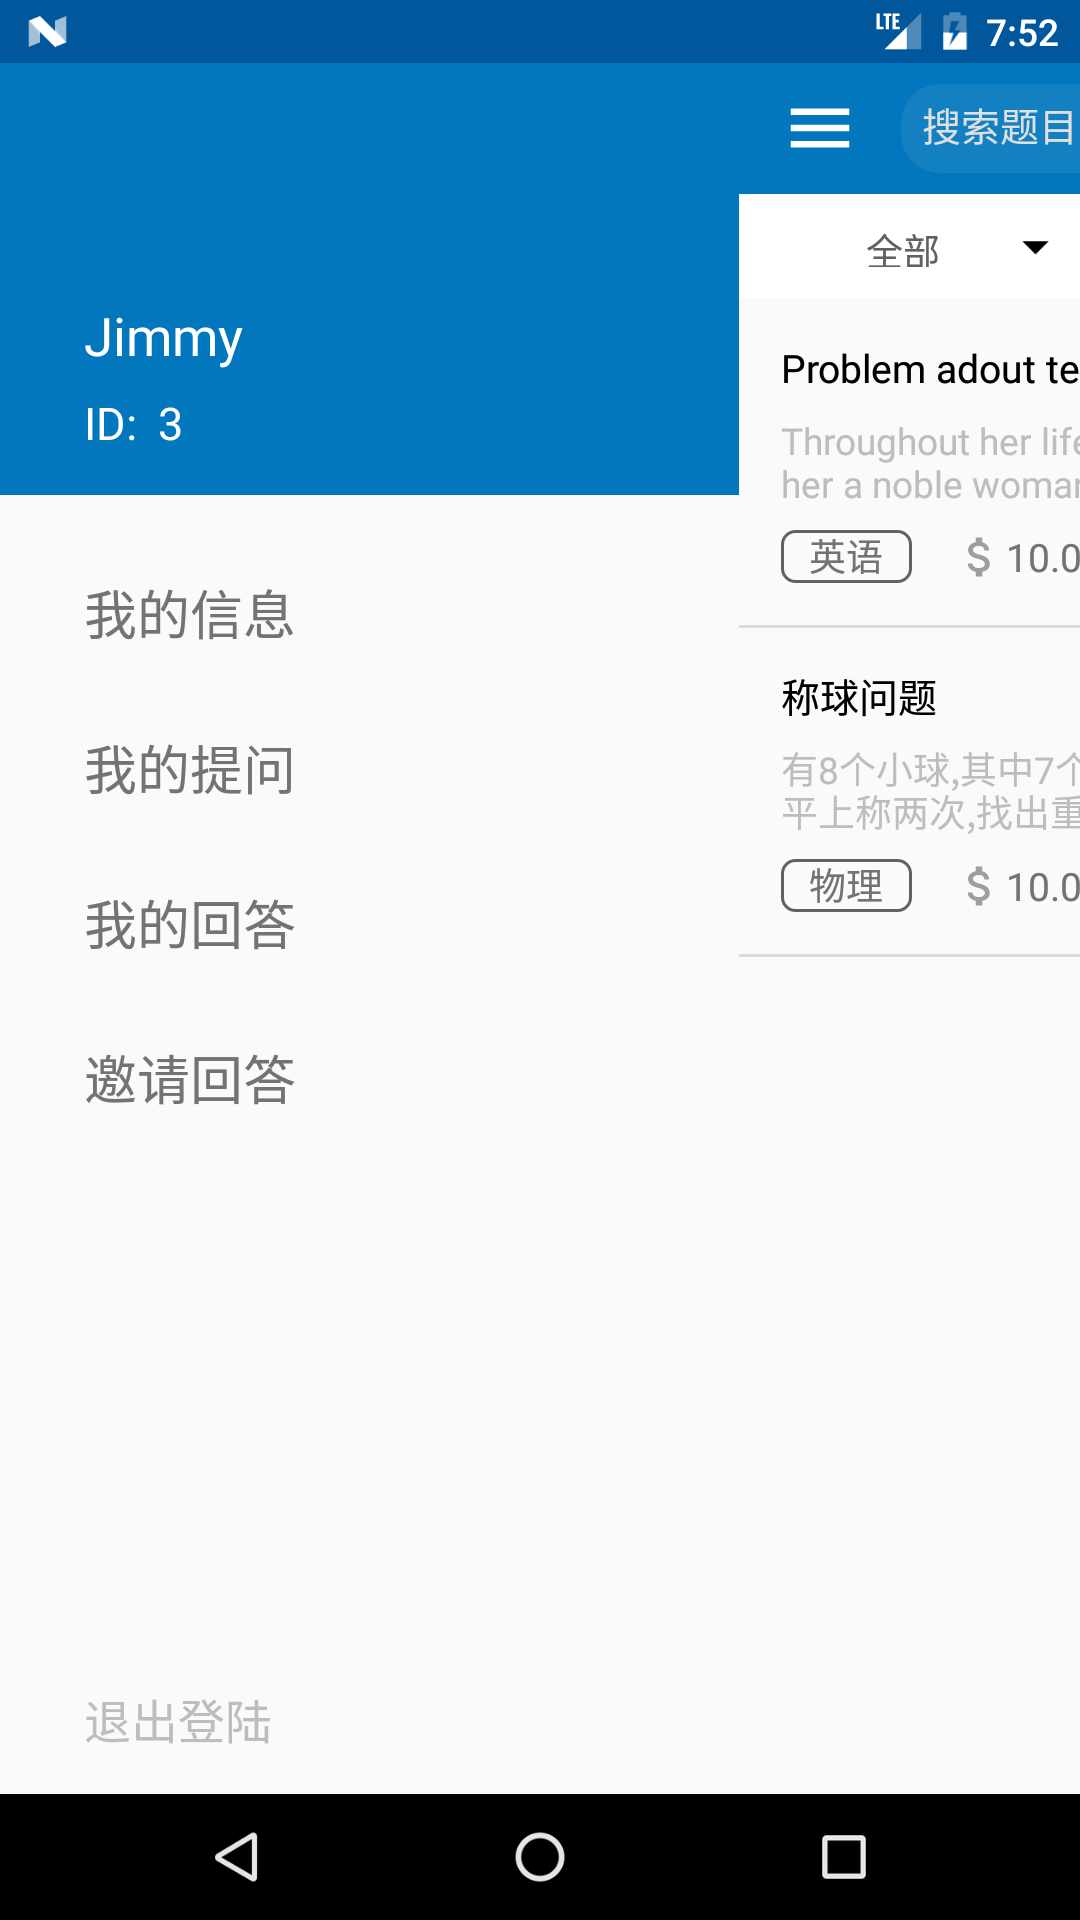 LTE 7:52
搜索题目
全部
Jimmy
ID: 3
我的信息
我的提问
我的回答
邀请回答
退出登陆
Problem adout te
Throughout her life
her a noble woman
英语 $ 10.0
称球问题
有8个小球,其中7个
平上称两次,找出重
物理 $ 10.0